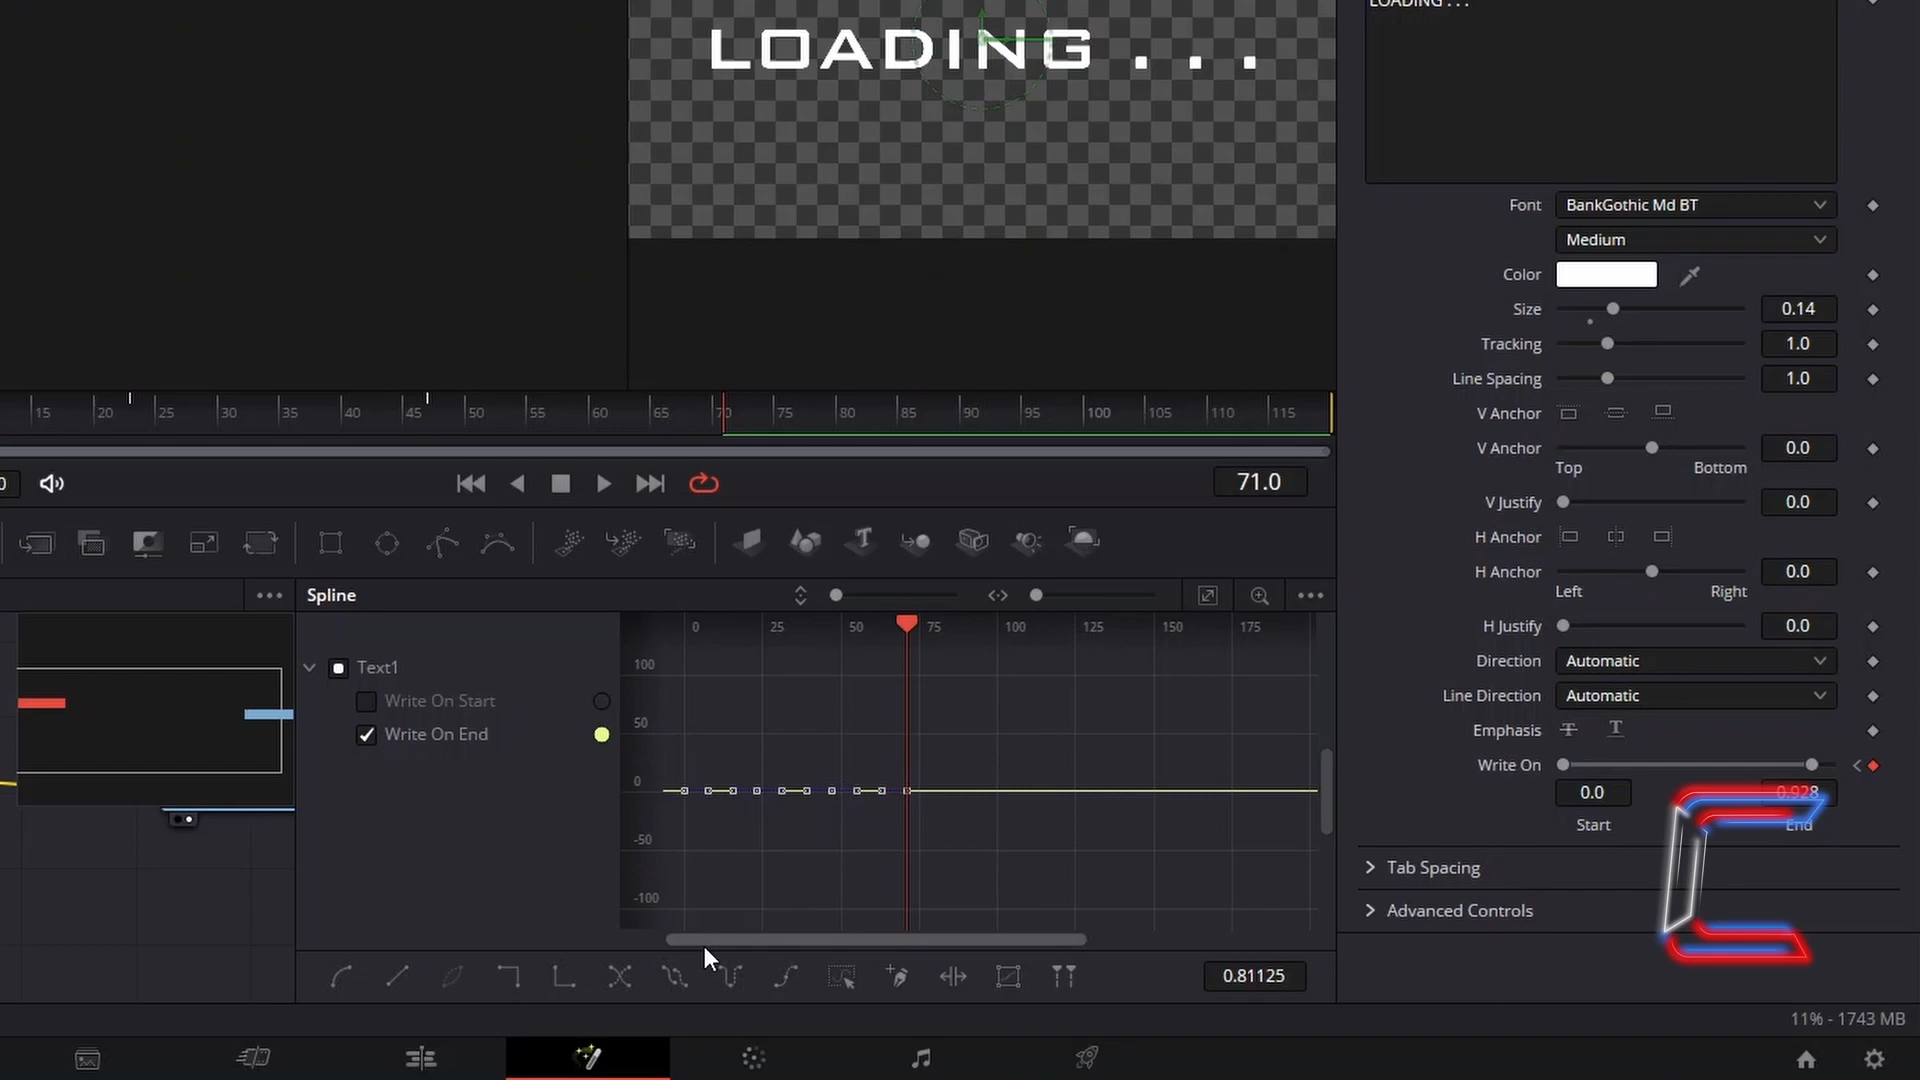 LOADING . . .
LOADING . . .
Font BankGothic Md BT
Medium
Color
Size 0.14
Tracking 1.0
Line Spacing 1.0
V Anchor
V Anchor 0.0
Top Bottom
V Justify 0.0
H Anchor
H Anchor 0.0
Left Right
H Justify 0.0
Direction Automatic
Line Direction Automatic
Emphasis
Write On
0.0 0.928
Start End
Tab Spacing
Advanced Controls
15 20 25 30 35 40 45 50 55 60 65 70 75 80 85 90 95 100 105 110 115
0 71.0
Spline
0 25 50 75 100 125 150 175
Text1
Write On Start
Write On End
100
50
0
-50
-100
0.81125
11% - 1743 MB